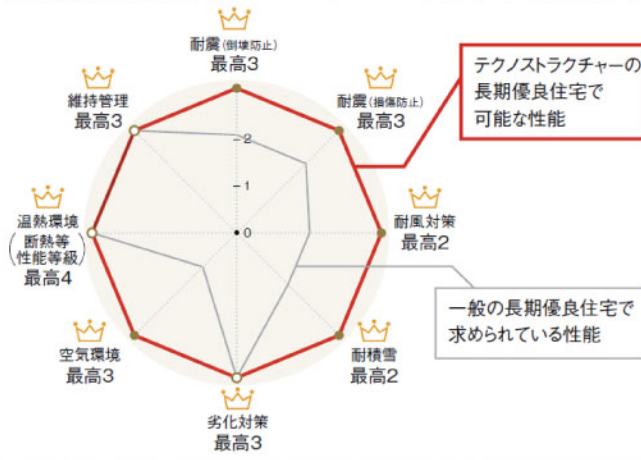 耐震(倒壊防止)
最高3
耐震(損傷防止)
最高3
耐風対策
最高2
耐積雪
最高2
劣化対策
最高3
空気環境
最高3
温熱環境
(断熱等
性能等級)
最高4
維持管理
最高3
2
1
0
テクノストラクチャーの
長期優良住宅で
可能な性能
一般の長期優良住宅で
求められている性能